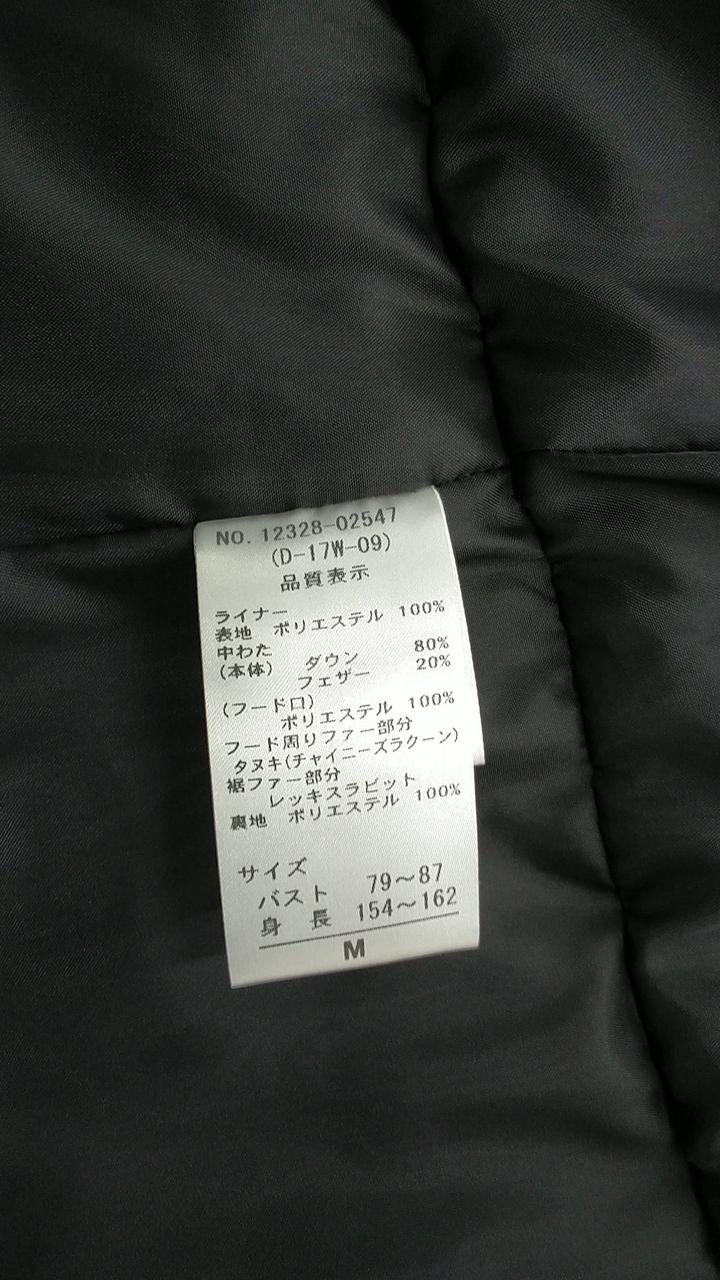 NO. 12328-02547
(D-17W-09)
品質表示
ライナー
表地 ポリエステル 100%
中わた
(本体) ダウン 80%
フェザー 20%
(フード口)
ポリエステル 100%
フード周りファー部分
タヌキ(チャイニーズラクーン)
裾ファー部分
レッキスラビット
裏地 ポリエステル 100%
サイズ
バスト 79～87
身長 154～162
M